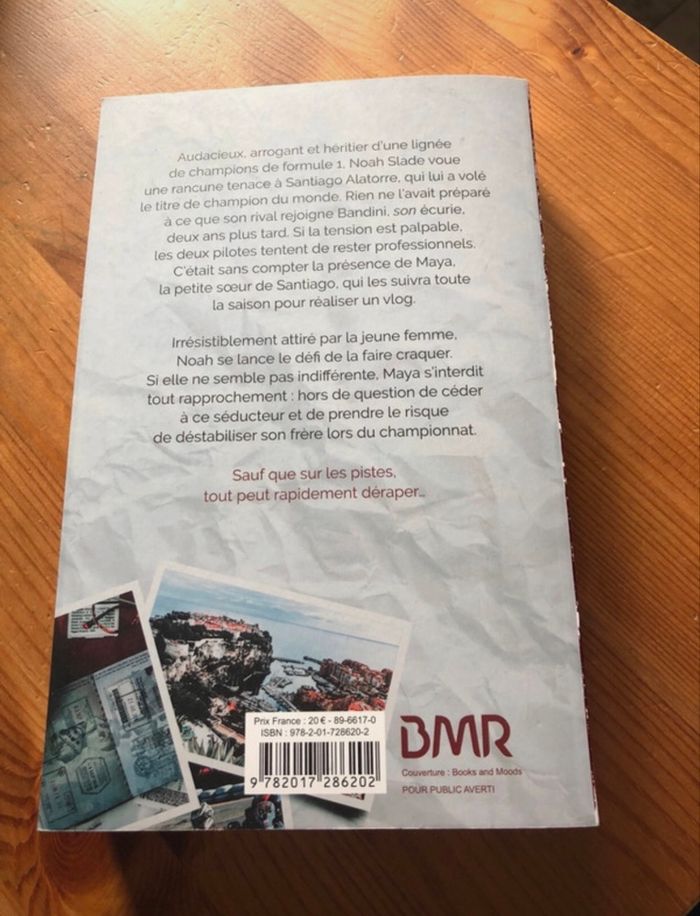 Audacieux, arrogant et héritier d'une lignée
de champions de formule 1, Noah Slade voue
une rancune tenace à Santiago Alatorre, qui lui a volé
le titre de champion du monde. Rien ne l'avait préparé
à ce que son rival rejoigne Bandini, son écurie,
deux ans plus tard. Si la tension est palpable,
les deux pilotes tentent de rester professionnels.
C'était sans compter la présence de Maya,
la petite sœur de Santiago, qui les suivra toute
la saison pour réaliser un vlog.
Irrésistiblement attiré par la jeune femme,
Noah se lance le défi de la faire craquer.
Si elle ne semble pas indifférente, Maya s'interdit
tout rapprochement : hors de question de céder
à ce séducteur et de prendre le risque
de déstabiliser son frère lors du championnat.
Sauf que sur les pistes,
tout peut rapidement déraper…
Prix France : 20 € - 89-6617-0
ISBN : 978-2-01-728620-2
9 782017 286202
BMR
Couverture : Books and Moods
POUR PUBLIC AVERTI